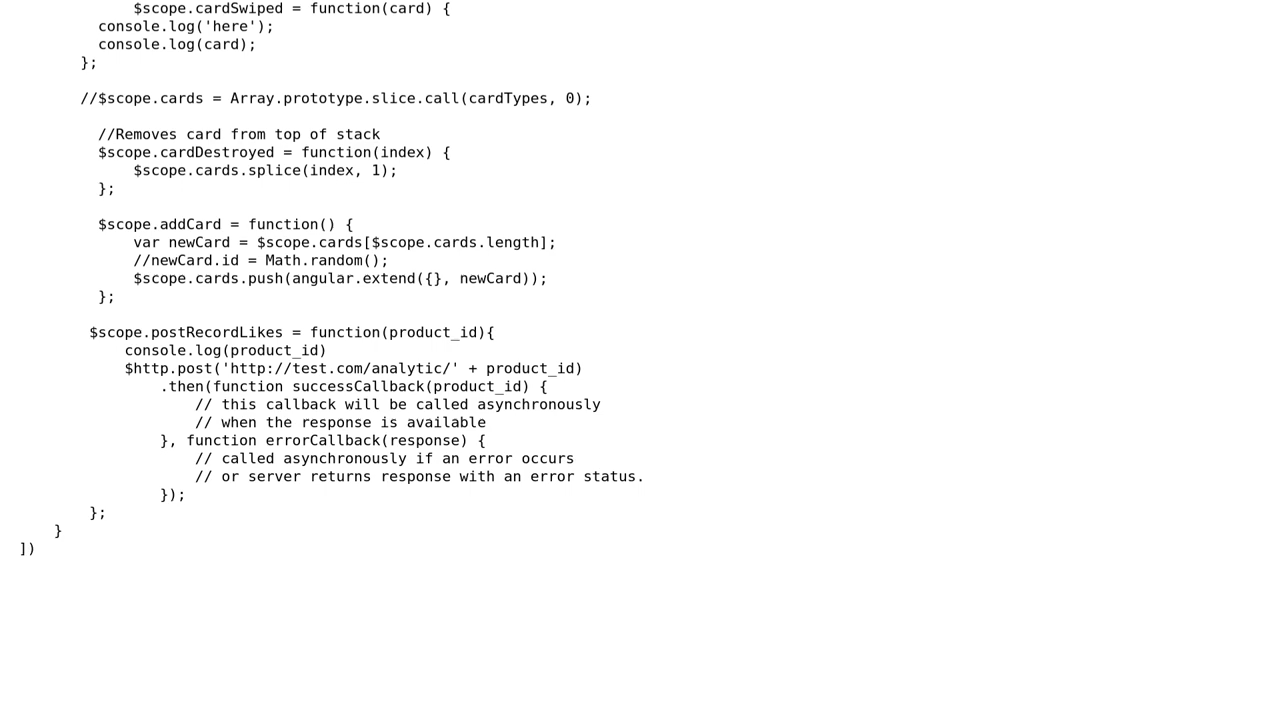 $scope.cardSwiped = function(card) {
console.log('here');
console.log(card);
};
//$scope.cards = Array.prototype.slice.call(cardTypes, 0);
//Removes card from top of stack
$scope.cardDestroyed = function(index) {
$scope.cards.splice(index, 1);
};
$scope.addCard = function() {
var newCard = $scope.cards[$scope.cards.length];
//newCard.id = Math.random();
$scope.cards.push(angular.extend({}, newCard));
};
$scope.postRecordLikes = function(product_id){
console.log(product_id)
$http.post('http://test.com/analytic/' + product_id)
.then(function successCallback(product_id) {
// this callback will be called asynchronously
// when the response is available
}, function errorCallback(response) {
// called asynchronously if an error occurs
// or server returns response with an error status.
});
};
}
])